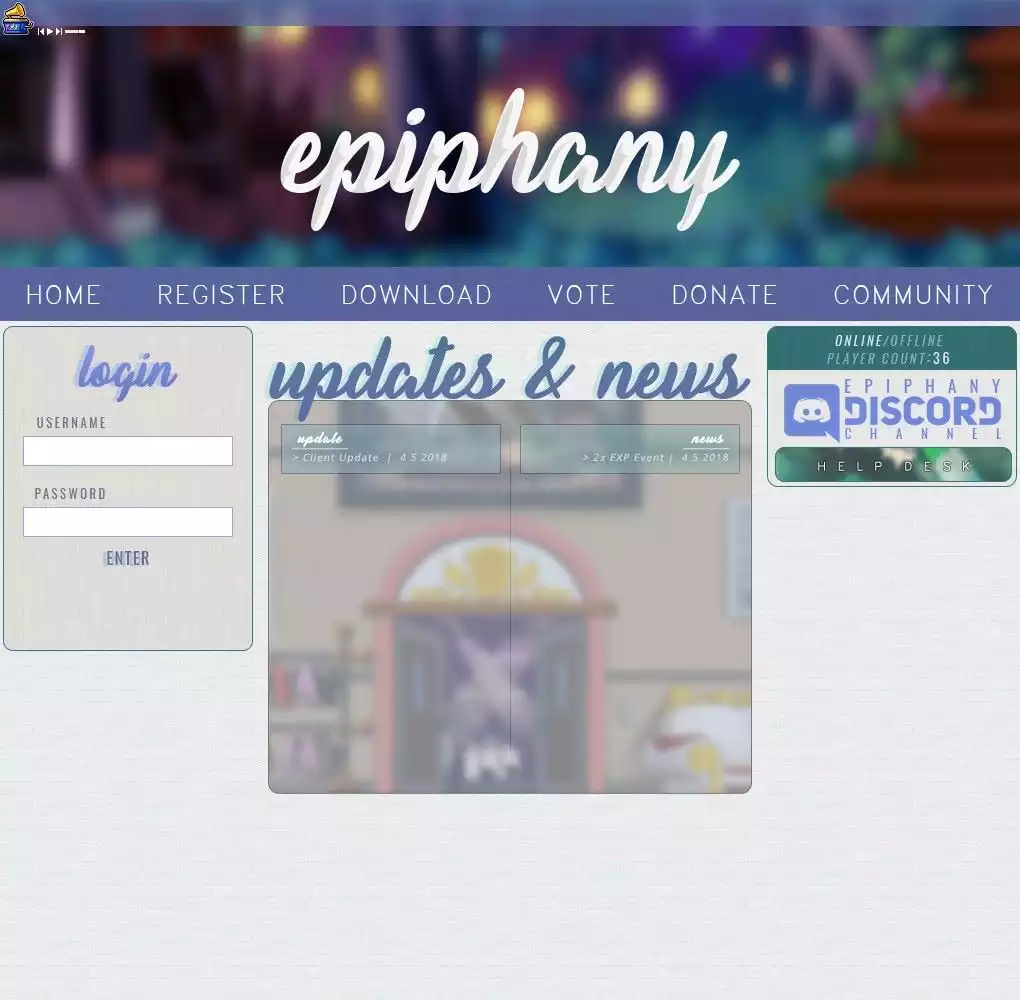 epiphany
HOME REGISTER DOWNLOAD VOTE DONATE COMMUNITY
login
USERNAME
PASSWORD
ENTER
updates & news
update
> Client Update | 4 5 2018
news
> 2x EXP Event | 4 5 2018
ONLINE/OFFLINE
PLAYER COUNT:36
EPIPHANY
DISCORD
CHANNEL
HELP DESK